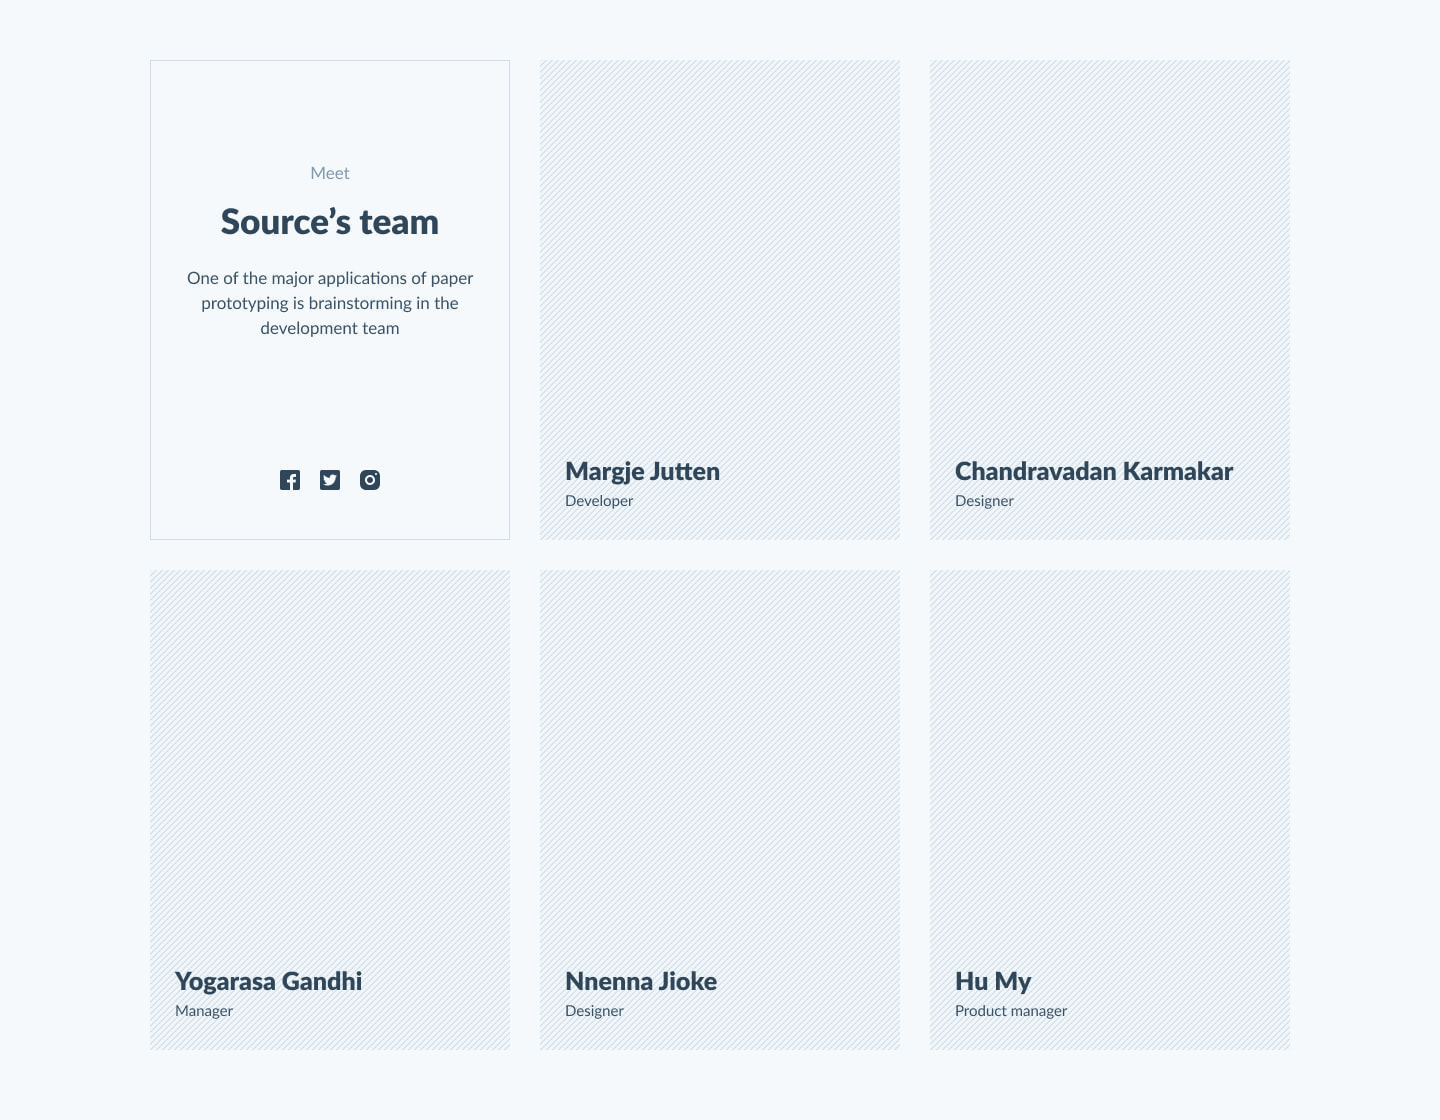 Meet
Source’s team
One of the major applications of paper
prototyping is brainstorming in the
development team
Margje Jutten
Developer
Chandravadan Karmakar
Designer
Yogarasa Gandhi
Manager
Nnenna Jioke
Designer
Hu My
Product manager